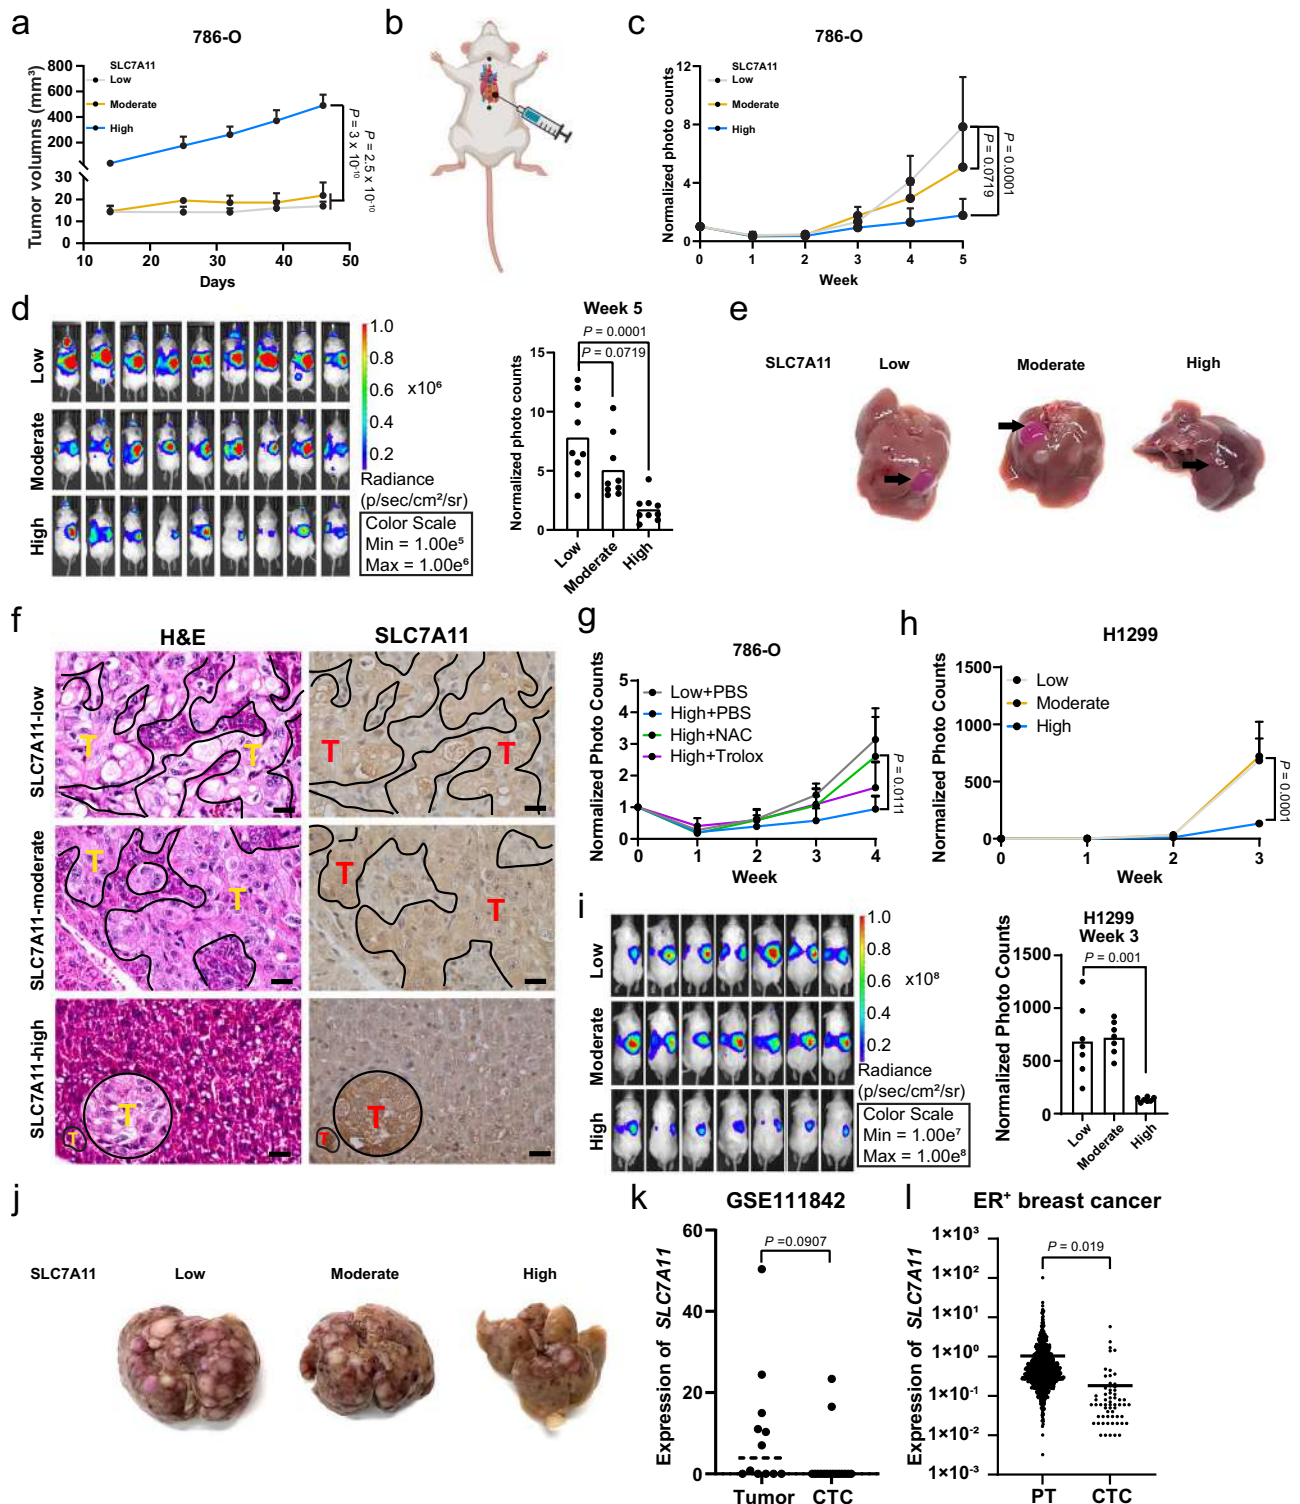 a
786-O
Tumor volumns (mm³)
800
600
400
200
30
20
10
0
SLC7A11
Low
Moderate
High
P = 3 x 10⁻¹⁰
P = 2.5 x 10⁻¹⁰
10 20 30 40 50
Days
b
c
786-O
Normalized photo counts
12
8
4
0
SLC7A11
Low
Moderate
High
P = 0.0719
P = 0.0001
0 1 2 3 4 5
Week
d
Low
Moderate
High
1.0
0.8
0.6
0.4
0.2
x10⁶
Radiance
(p/sec/cm²/sr)
Color Scale
Min = 1.00e⁵
Max = 1.00e⁶
Week 5
P = 0.0001
P = 0.0719
Normalized photo counts
15
10
5
0
Low
Moderate
High
e
SLC7A11 Low Moderate High
f
H&E SLC7A11
SLC7A11-low
T T T T
SLC7A11-moderate
T T T T
SLC7A11-high
T T T T
g
786-O
Normalized Photo Counts
5
4
3
2
1
0
Low+PBS
High+PBS
High+NAC
High+Trolox
P = 0.0111
0 1 2 3 4
Week
h
H1299
Normalized Photo Counts
1500
1000
500
0
Low
Moderate
High
P = 0.0001
0 1 2 3
Week
i
Low
Moderate
High
1.0
0.8
0.6
0.4
0.2
x10⁸
Radiance
(p/sec/cm²/sr)
Color Scale
Min = 1.00e⁷
Max = 1.00e⁸
H1299
Week 3
P = 0.001
Normalized Photo Counts
1500
1000
500
0
Low
Moderate
High
j
SLC7A11 Low Moderate High
k
GSE111842
P =0.0907
Expression of SLC7A11
60
40
20
0
Tumor CTC
l
ER⁺ breast cancer
P = 0.019
Expression of SLC7A11
1×10³
1×10²
1×10¹
1×10⁰
1×10⁻¹
1×10⁻²
1×10⁻³
PT CTC